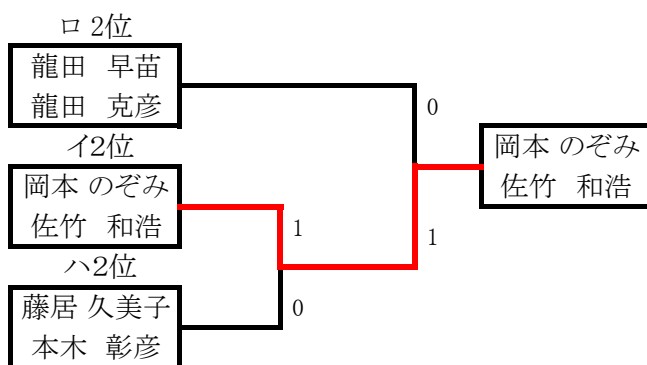 ロ 2位
龍田 早苗
龍田 克彦
0
岡本 のぞみ
佐竹 和浩
イ2位
岡本 のぞみ
佐竹 和浩
1
1
ハ2位
藤居 久美子
本木 彰彦
0